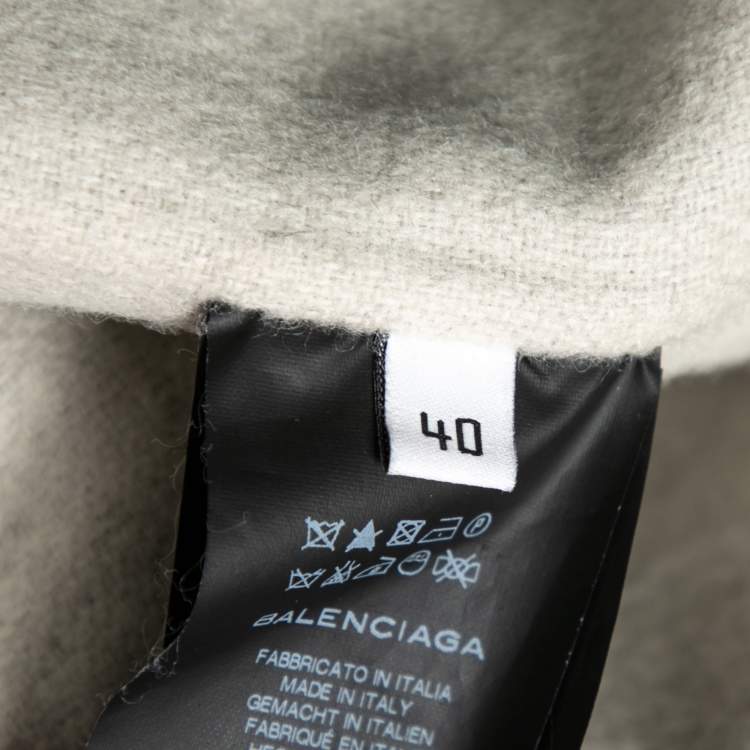 40
BALENCIAGA
FABBRICATO IN ITALIA
MADE IN ITALY
GEMACHT IN ITALIEN
FABRIQUÉ EN ITALIE